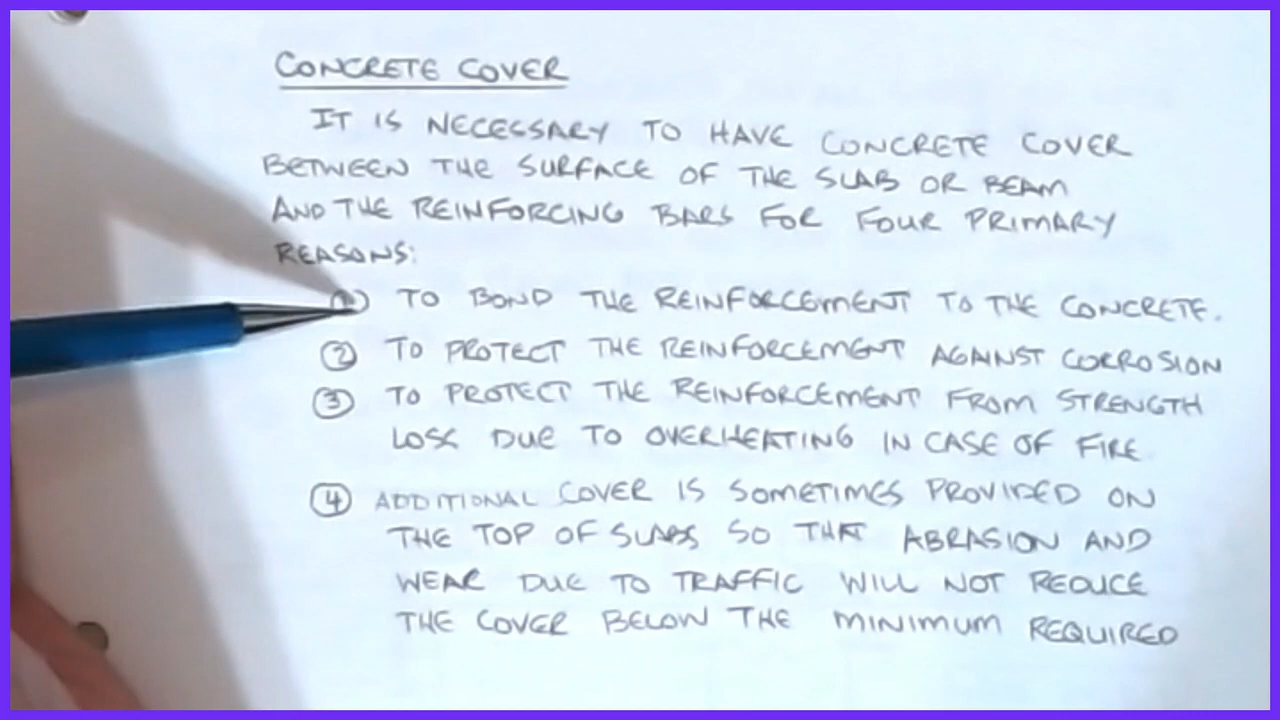 CONCRETE COVER
IT IS NECESSARY TO HAVE CONCRETE COVER
BETWEEN THE SURFACE OF THE SLAB OR BEAM
AND THE REINFORCING BARS FOR FOUR PRIMARY
REASONS:
① TO BOND THE REINFORCEMENT TO THE CONCRETE.
② TO PROTECT THE REINFORCEMENT AGAINST CORROSION
③ TO PROTECT THE REINFORCEMENT FROM STRENGTH
LOSS DUE TO OVERHEATING IN CASE OF FIRE
④ ADDITIONAL COVER IS SOMETIMES PROVIDED ON
THE TOP OF SLABS SO THAT ABRASION AND
WEAR DUE TO TRAFFIC WILL NOT REDUCE
THE COVER BELOW THE MINIMUM REQUIRED